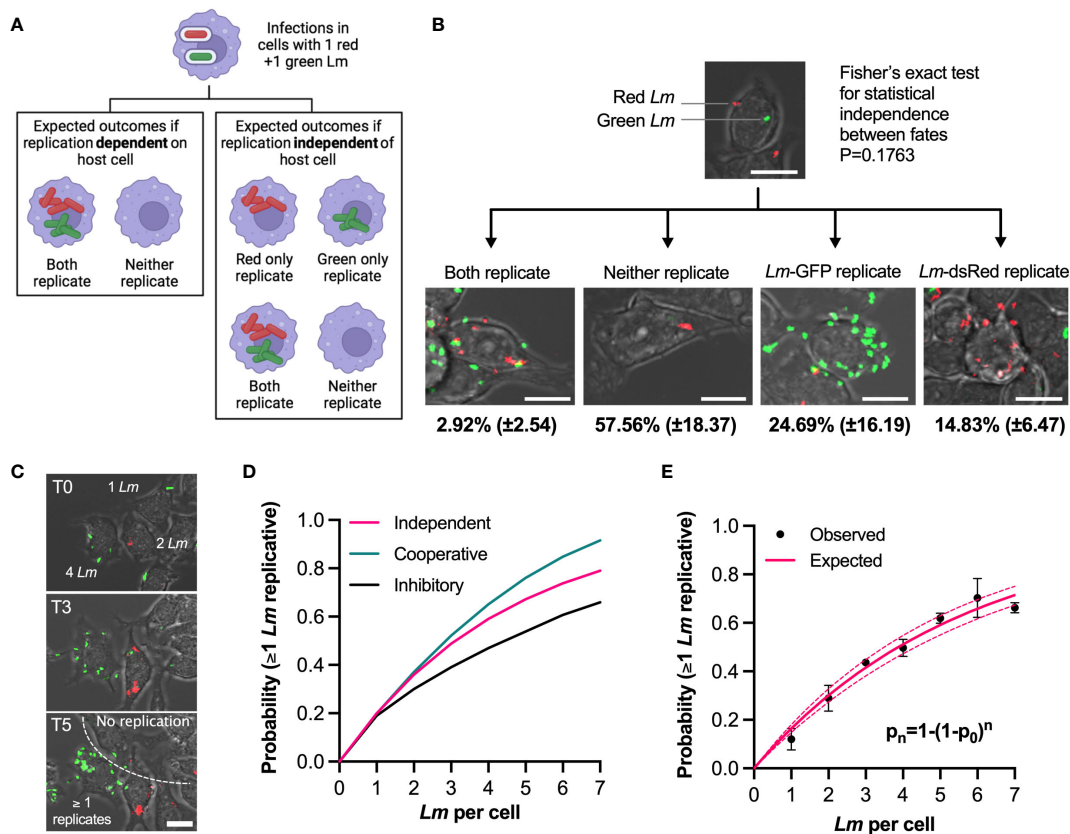 A
Infections in
cells with 1 red
+1 green Lm
Expected outcomes if
replication dependent on
host cell
Both
replicate
Neither
replicate
Expected outcomes if
replication independent of
host cell
Red only
replicate
Green only
replicate
Both
replicate
Neither
replicate
B
Red Lm
Green Lm
Fisher's exact test
for statistical
independence
between fates
P=0.1763
Both replicate
Neither replicate
Lm-GFP replicate
Lm-dsRed replicate
2.92% (±2.54)
57.56% (±18.37)
24.69% (±16.19)
14.83% (±6.47)
C
T0
1 Lm
2 Lm
4 Lm
T3
T5
No replication
≥ 1
replicates
D
Probability (≥1 Lm replicative)
1.0
0.8
0.6
0.4
0.2
0.0
Independent
Cooperative
Inhibitory
0 1 2 3 4 5 6 7
Lm per cell
E
Probability (≥1 Lm replicative)
1.0
0.8
0.6
0.4
0.2
0.0
Observed
Expected
pₙ=1-(1-p₀)ⁿ
0 1 2 3 4 5 6 7
Lm per cell